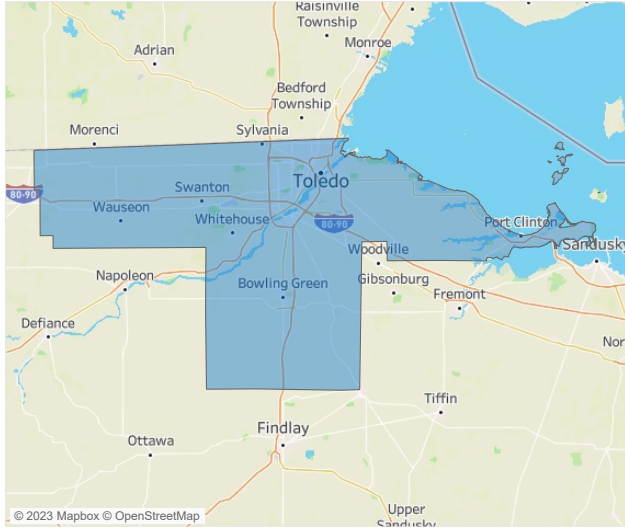 Raisinville
Township
Adrian
Monroe
Bedford
Township
Morenci
Sylvania
Toledo
80-90
Swanton
Wauseon
Whitehouse
80-90
Port Clinton
Sandusky
Woodville
Napoleon
Bowling Green
Gibsonburg
Fremont
Defiance
Nor
Tiffin
Findlay
Ottawa
Upper
Sandusky
© 2023 Mapbox © OpenStreetMap